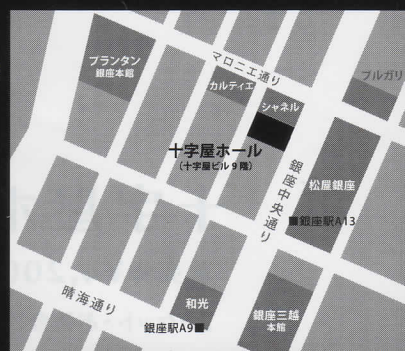 マロニエ通り
プランタン
銀座本館
カルティエ
ブルガリ
シャネル
十字屋ホール
(十字屋ビル9階)
銀座中央通り
松屋銀座
■銀座駅A13
晴海通り
和光
銀座三越
本館
銀座駅A9■